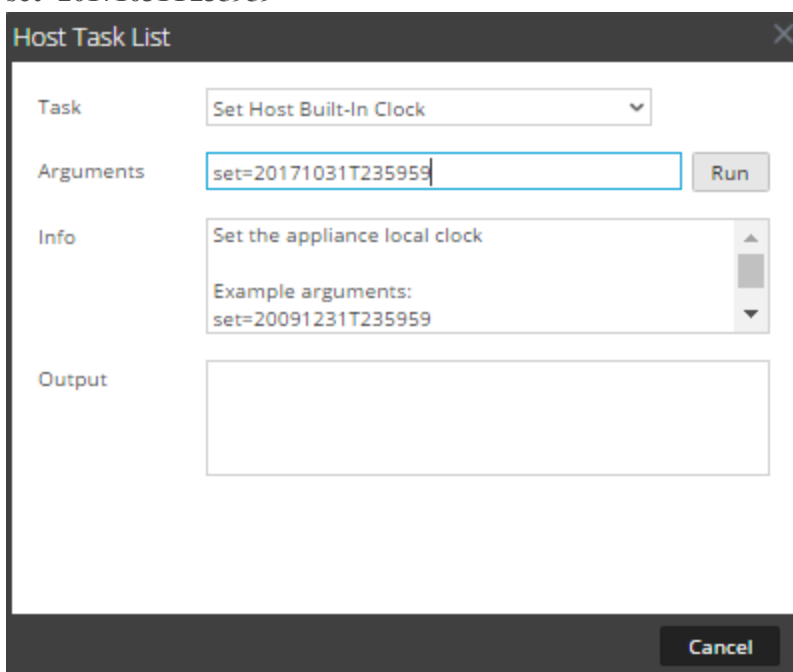 Host Task List
Task
Set Host Built-In Clock
Arguments
set=20171031T235959
Run
Info
Set the appliance local clock
Example arguments:
set=20091231T235959
Output
Cancel